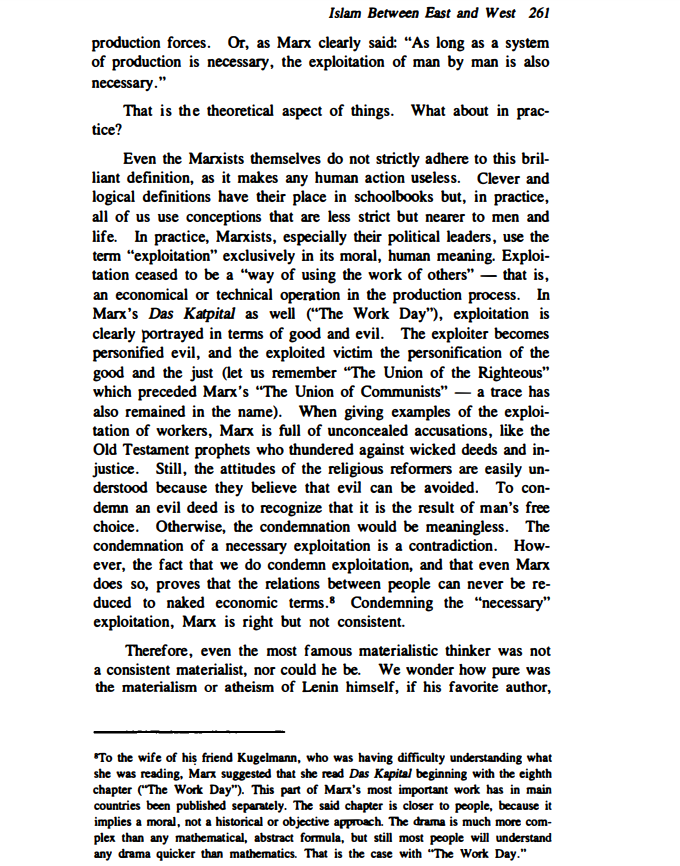 Islam Between East and West 261
production forces. Or, as Marx clearly said: “As long as a system
of production is necessary, the exploitation of man by man is also
necessary.”
That is the theoretical aspect of things. What about in prac-
tice?
Even the Marxists themselves do not strictly adhere to this bril-
liant definition, as it makes any human action useless. Clever and
logical definitions have their place in schoolbooks but, in practice,
all of us use conceptions that are less strict but nearer to men and
life. In practice, Marxists, especially their political leaders, use the
term “exploitation” exclusively in its moral, human meaning. Exploi-
tation ceased to be a “way of using the work of others” — that is,
an economical or technical operation in the production process. In
Marx’s Das Katpital as well (“The Work Day”), exploitation is
clearly portrayed in terms of good and evil. The exploiter becomes
personified evil, and the exploited victim the personification of the
good and the just (let us remember “The Union of the Righteous”
which preceded Marx’s “The Union of Communists” — a trace has
also remained in the name). When giving examples of the exploi-
tation of workers, Marx is full of unconcealed accusations, like the
Old Testament prophets who thundered against wicked deeds and in-
justice. Still, the attitudes of the religious reformers are easily un-
derstood because they believe that evil can be avoided. To con-
demn an evil deed is to recognize that it is the result of man’s free
choice. Otherwise, the condemnation would be meaningless. The
condemnation of a necessary exploitation is a contradiction. How-
ever, the fact that we do condemn exploitation, and that even Marx
does so, proves that the relations between people can never be re-
duced to naked economic terms.⁸ Condemning the “necessary”
exploitation, Marx is right but not consistent.
Therefore, even the most famous materialistic thinker was not
a consistent materialist, nor could he be. We wonder how pure was
the materialism or atheism of Lenin himself, if his favorite author,
⁸To the wife of his friend Kugelmann, who was having difficulty understanding what
she was reading, Marx suggested that she read Das Kapital beginning with the eighth
chapter (“The Work Day”). This part of Marx’s most important work has in main
countries been published separately. The said chapter is closer to people, because it
implies a moral, not a historical or objective approach. The drama is much more com-
plex than any mathematical, abstract formula, but still most people will understand
any drama quicker than mathematics. That is the case with “The Work Day.”